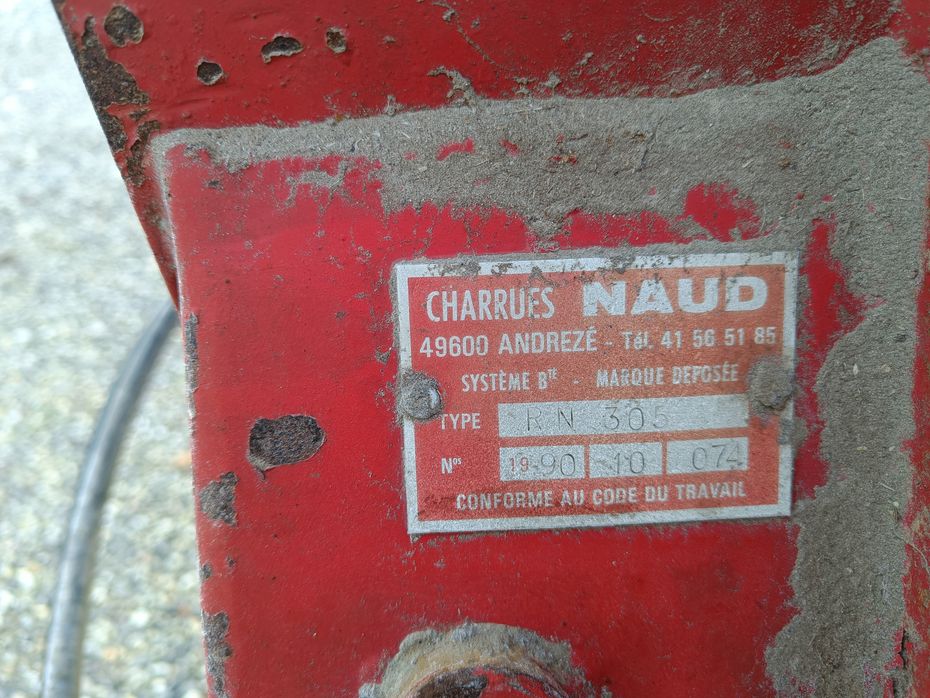 CHARRUES NAUD
49600 ANDREZÉ - Tél. 41 56 51 85
SYSTÈME Bᵀᴱ - MARQUE DEPOSÉE
TYPE RN 305
Nᵒˢ 19-90 -10 074
CONFORME AU CODE DU TRAVAIL